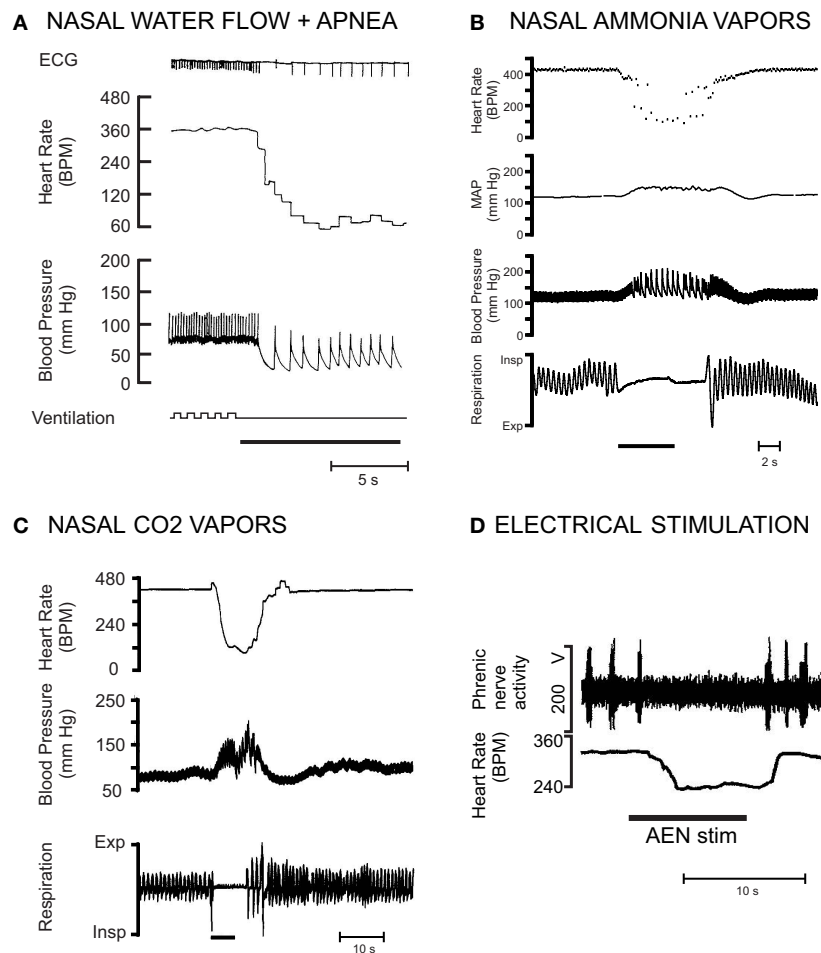 A NASAL WATER FLOW + APNEA
ECG
480
360
240
120
60
Heart Rate
(BPM)
200
150
100
50
0
Blood Pressure
(mm Hg)
Ventilation
5 s
B NASAL AMMONIA VAPORS
400
200
100
0
Heart Rate
(BPM)
200
100
0
MAP
(mm Hg)
200
100
0
Blood Pressure
(mm Hg)
Insp
Respiration
Exp
2 s
C NASAL CO2 VAPORS
480
240
0
Heart Rate
(BPM)
250
150
50
Blood Pressure
(mm Hg)
Exp
Respiration
Insp
10 s
D ELECTRICAL STIMULATION
Phrenic
nerve
activity
200 V
360
240
Heart Rate
(BPM)
AEN stim
10 s